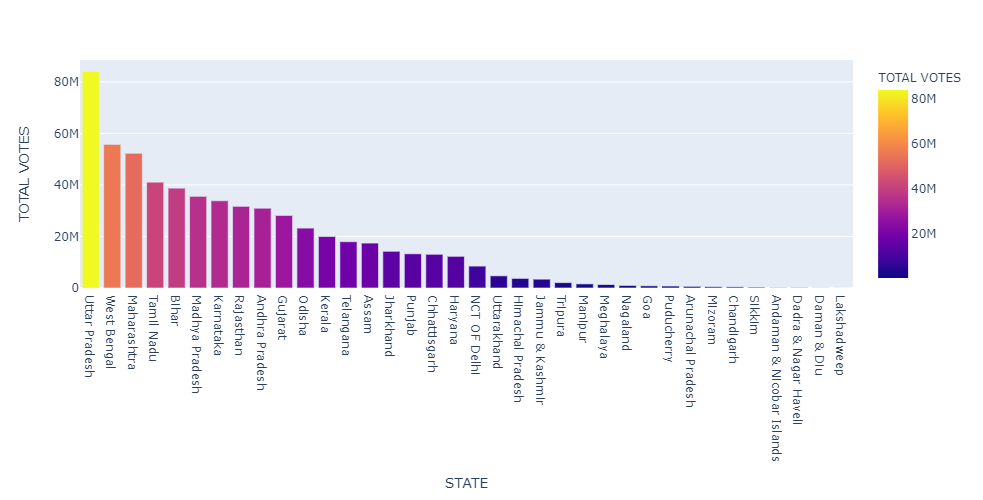 TOTAL VOTES
80M
60M
40M
20M
0
Uttar Pradesh
West Bengal
Maharashtra
Tamil Nadu
Bihar
Madhya Pradesh
Karnataka
Rajasthan
Andhra Pradesh
Gujarat
Odisha
Kerala
Telangana
Assam
Jharkhand
Punjab
Chhattisgarh
Haryana
NCT OF Delhi
Uttarakhand
Himachal Pradesh
Jammu & Kashmir
Tripura
Manipur
Meghalaya
Nagaland
Goa
Puducherry
Arunachal Pradesh
Mizoram
Chandigarh
Sikkim
Andaman & Nicobar Islands
Dadra & Nagar Haveli
Daman & Diu
Lakshadweep
STATE
TOTAL VOTES
80M
60M
40M
20M